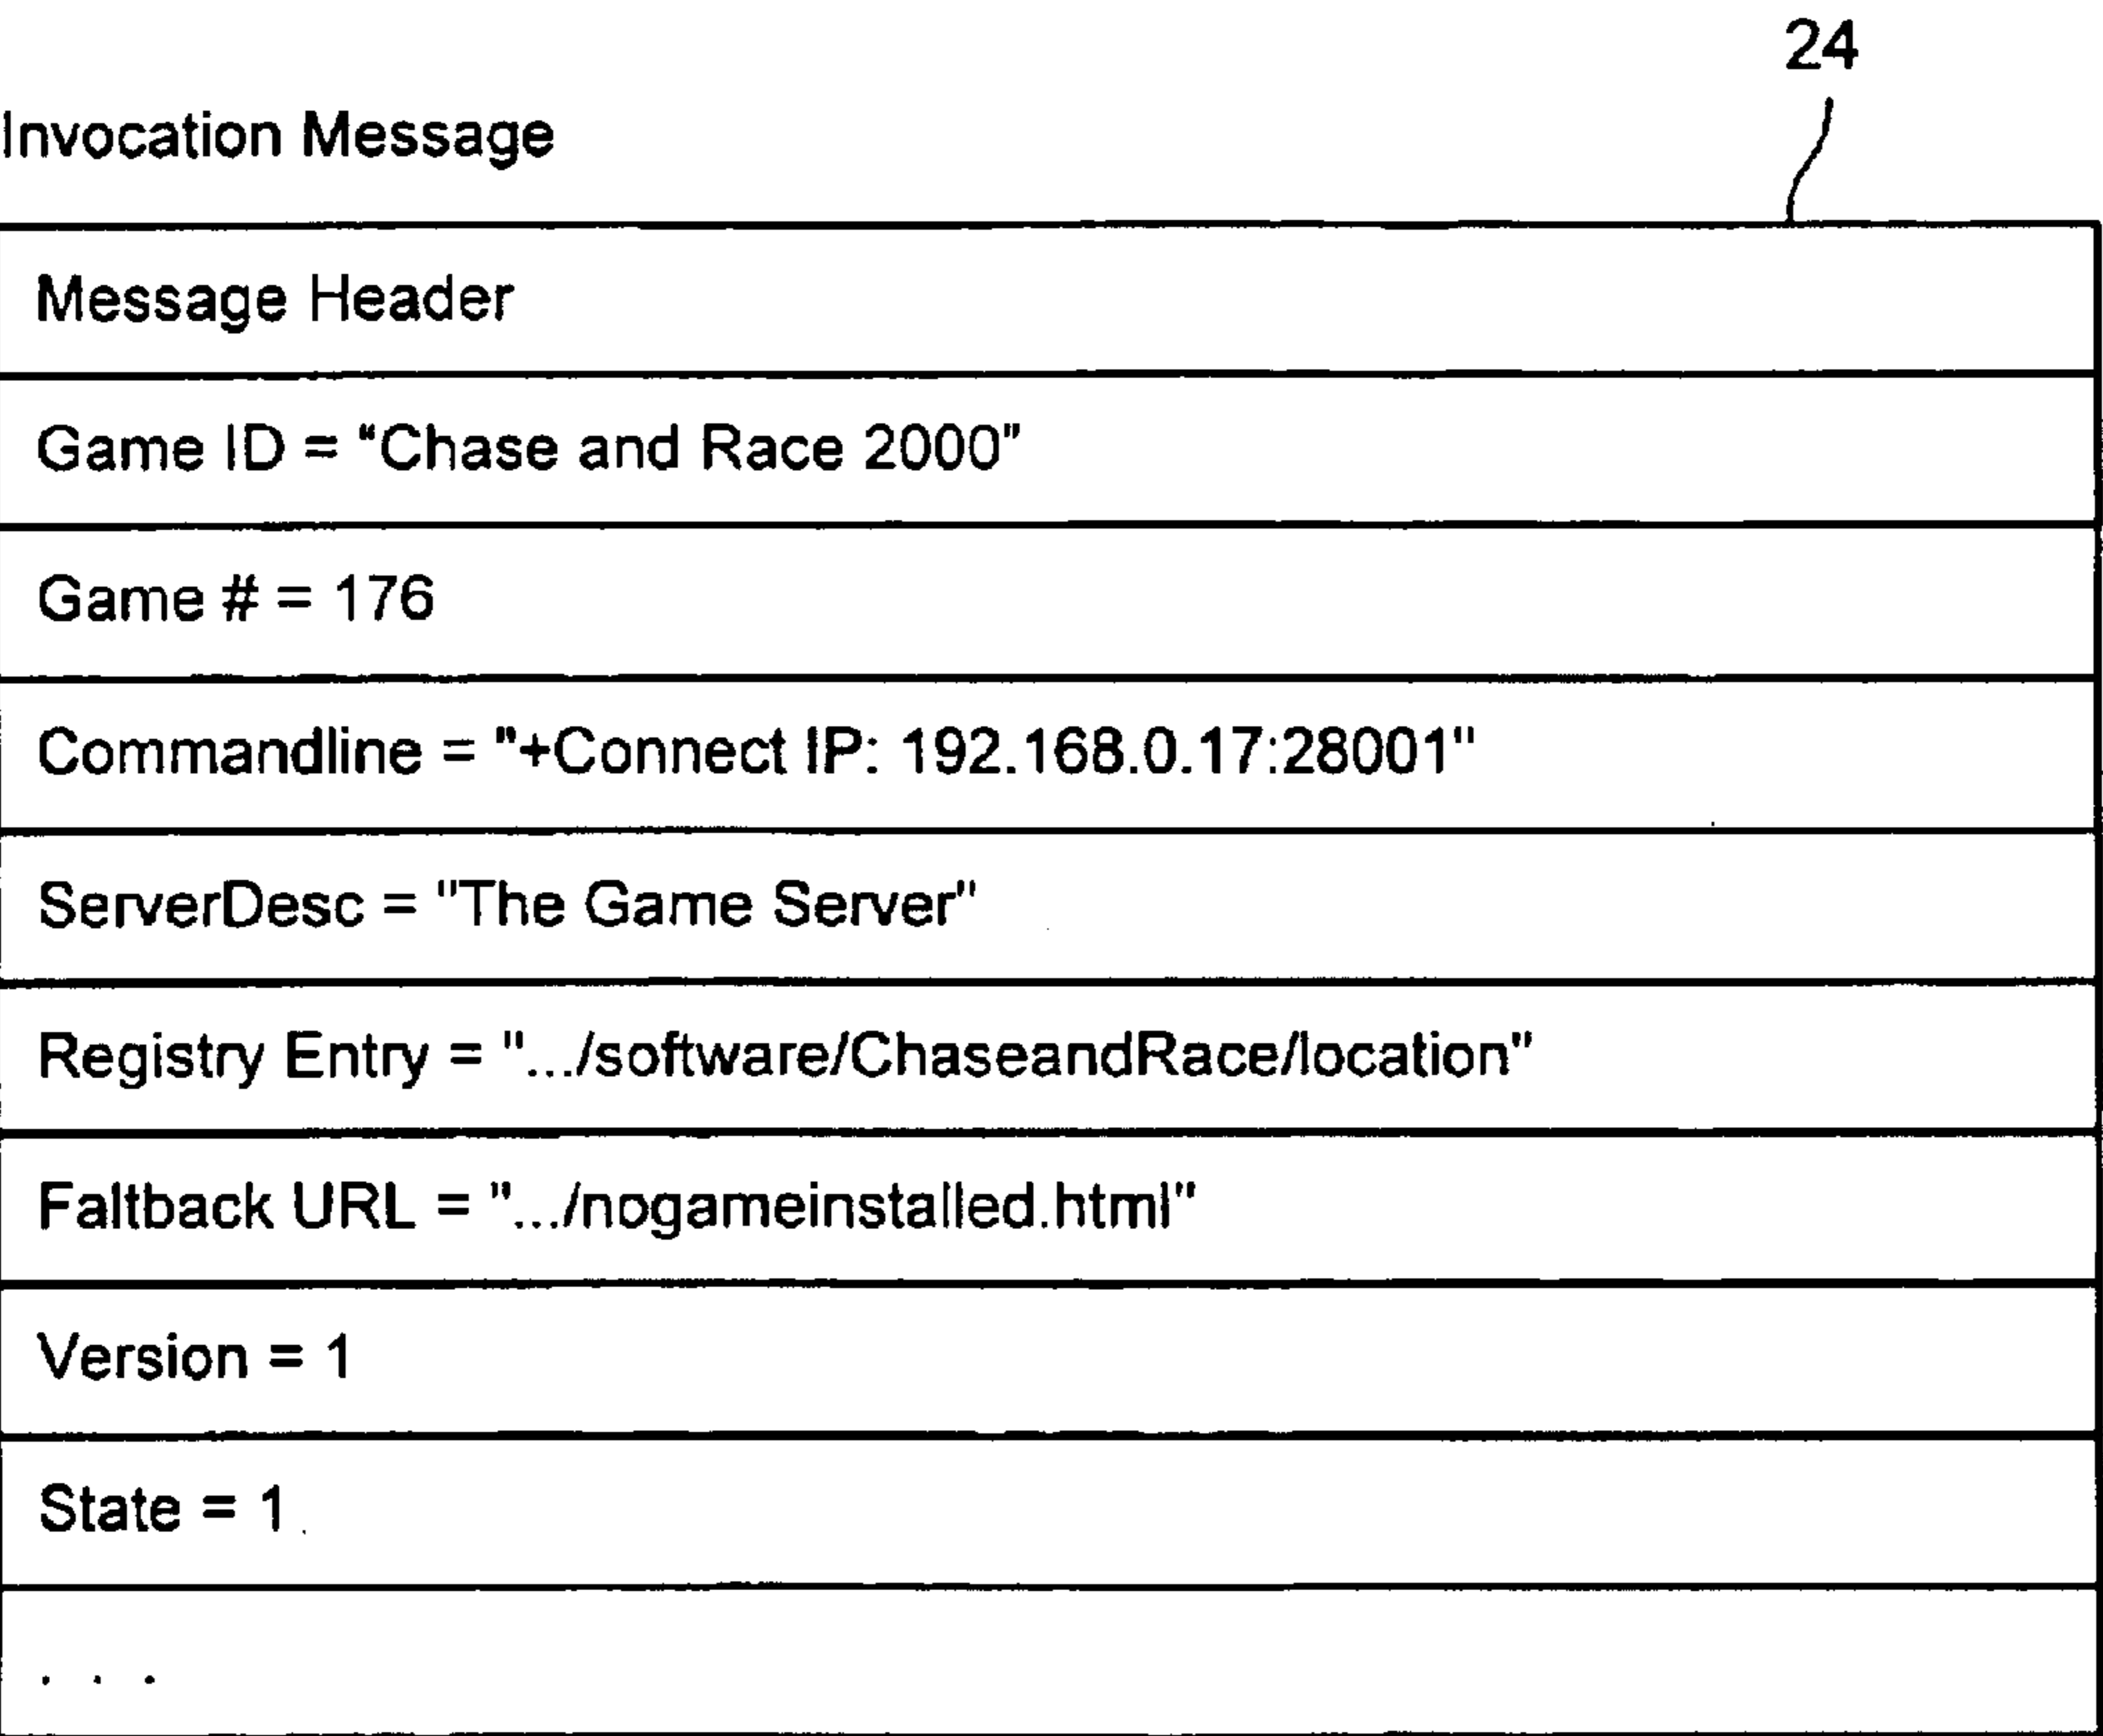 24
Invocation Message
Message Header
Game ID = "Chase and Race 2000"
Game # = 176
Commandline = "+Connect IP: 192.168.0.17:28001"
ServerDesc = "The Game Server"
Registry Entry = ".../software/ChaseandRace/location"
Faltback URL = ".../nogameinstalled.html"
Version = 1
State = 1
. . .